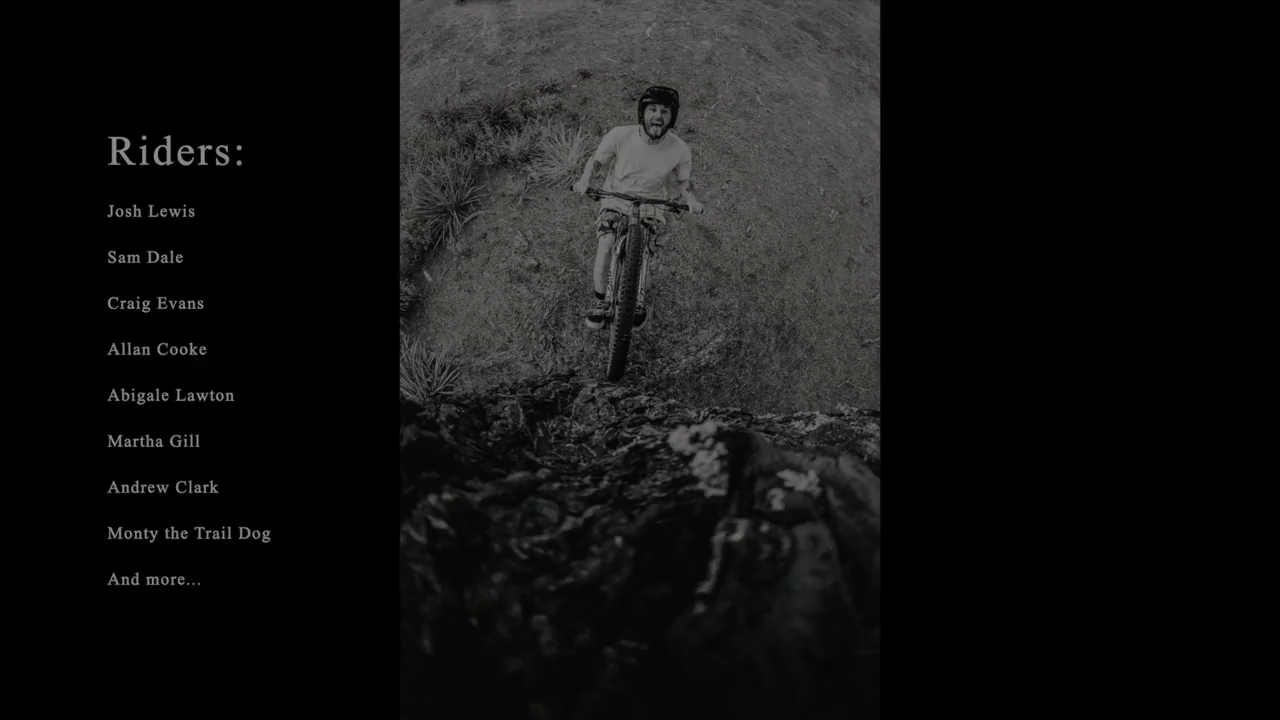 Riders:
Josh Lewis
Sam Dale
Craig Evans
Allan Cooke
Abigale Lawton
Martha Gill
Andrew Clark
Monty the Trail Dog
And more...